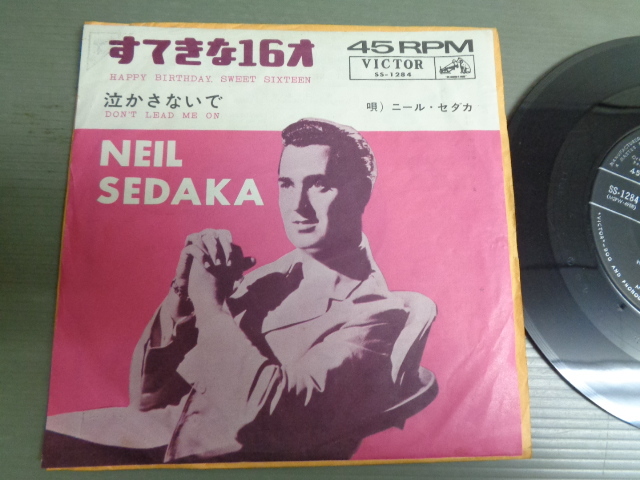 すてきな16才
HAPPY BIRTHDAY, SWEET SIXTEEN
泣かさないで
DON'T LEAD ME ON
45 RPM
VICTOR
SS-1284
唄) ニール・セダカ
NEIL
SEDAKA
45
SS-1284